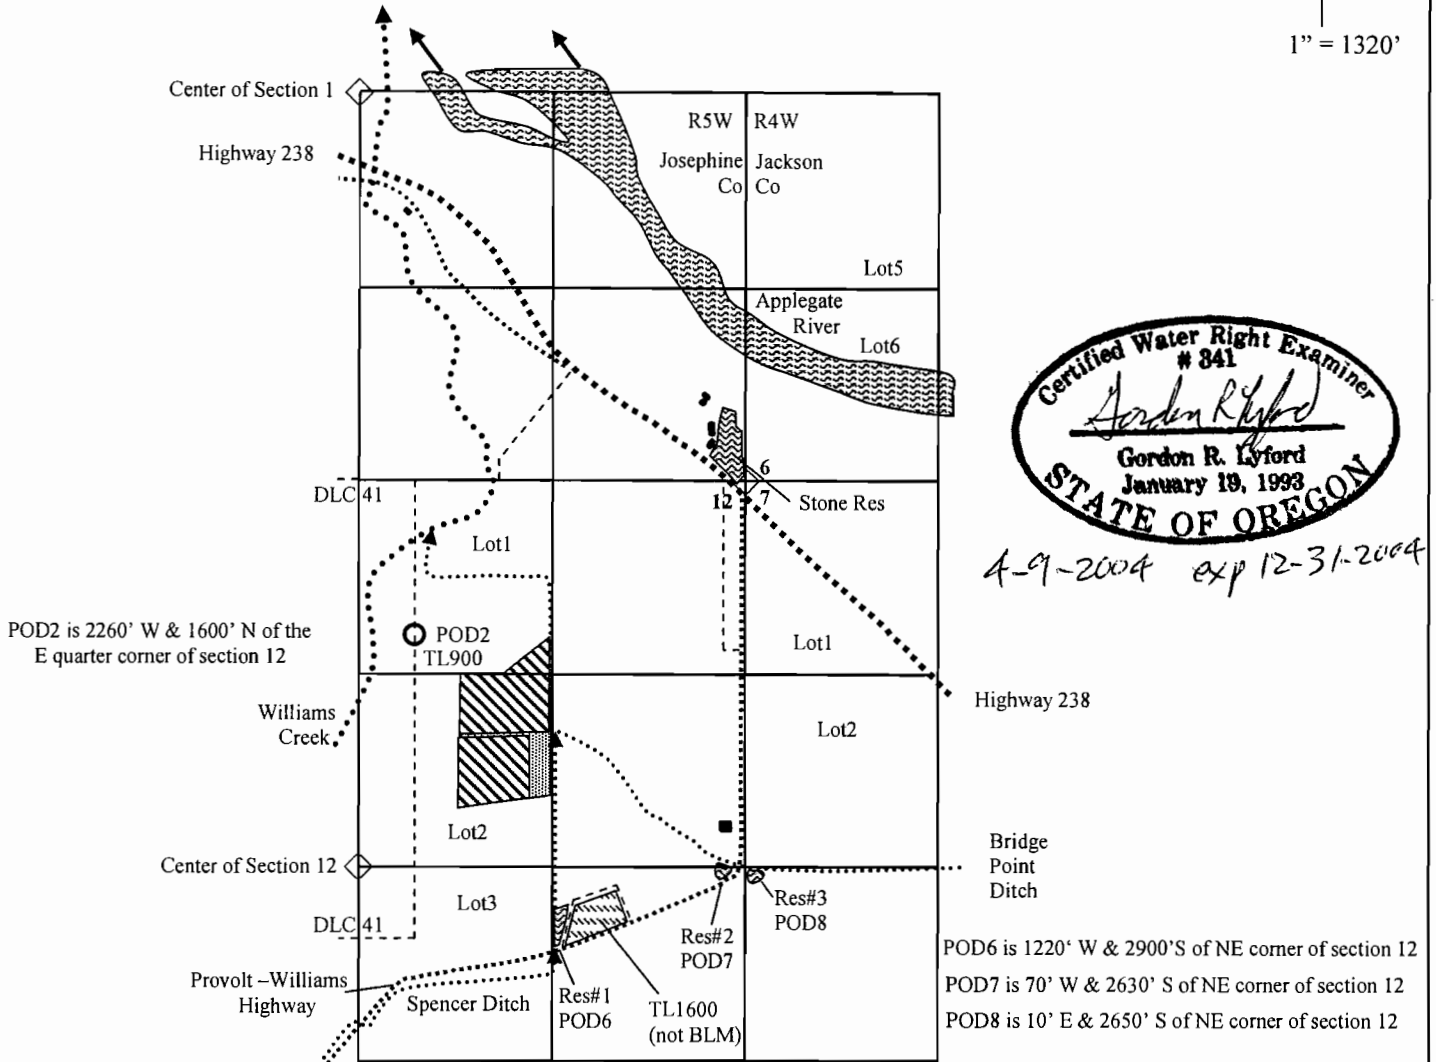 1” = 1320’
Center of Section 1
R5W R4W
Highway 238
Josephine Jackson
Co Co
Lot5
Applegate
River
Lot6
Certified Water Right Examiner
# 341
Gordon R Lyford
Gordon R. Lyford
January 19, 1993
STATE OF OREGON
4-9-2004 exp 12-31-2004
6
DLC 41
12 7
Stone Res
Lot1
POD2 is 2260’ W & 1600’ N of the
E quarter corner of section 12
POD2
TL900
Lot1
Highway 238
Williams
Creek
Lot2
Lot2
Center of Section 12
Bridge
Point
Ditch
Lot3
Res#3
POD8
DLC 41
Res#2
POD7
POD6 is 1220‘ W & 2900’S of NE corner of section 12
POD7 is 70’ W & 2630’ S of NE corner of section 12
POD8 is 10’ E & 2650’ S of NE corner of section 12
Provolt –Williams
Highway
Spencer Ditch
Res#1
POD6
TL1600
(not BLM)